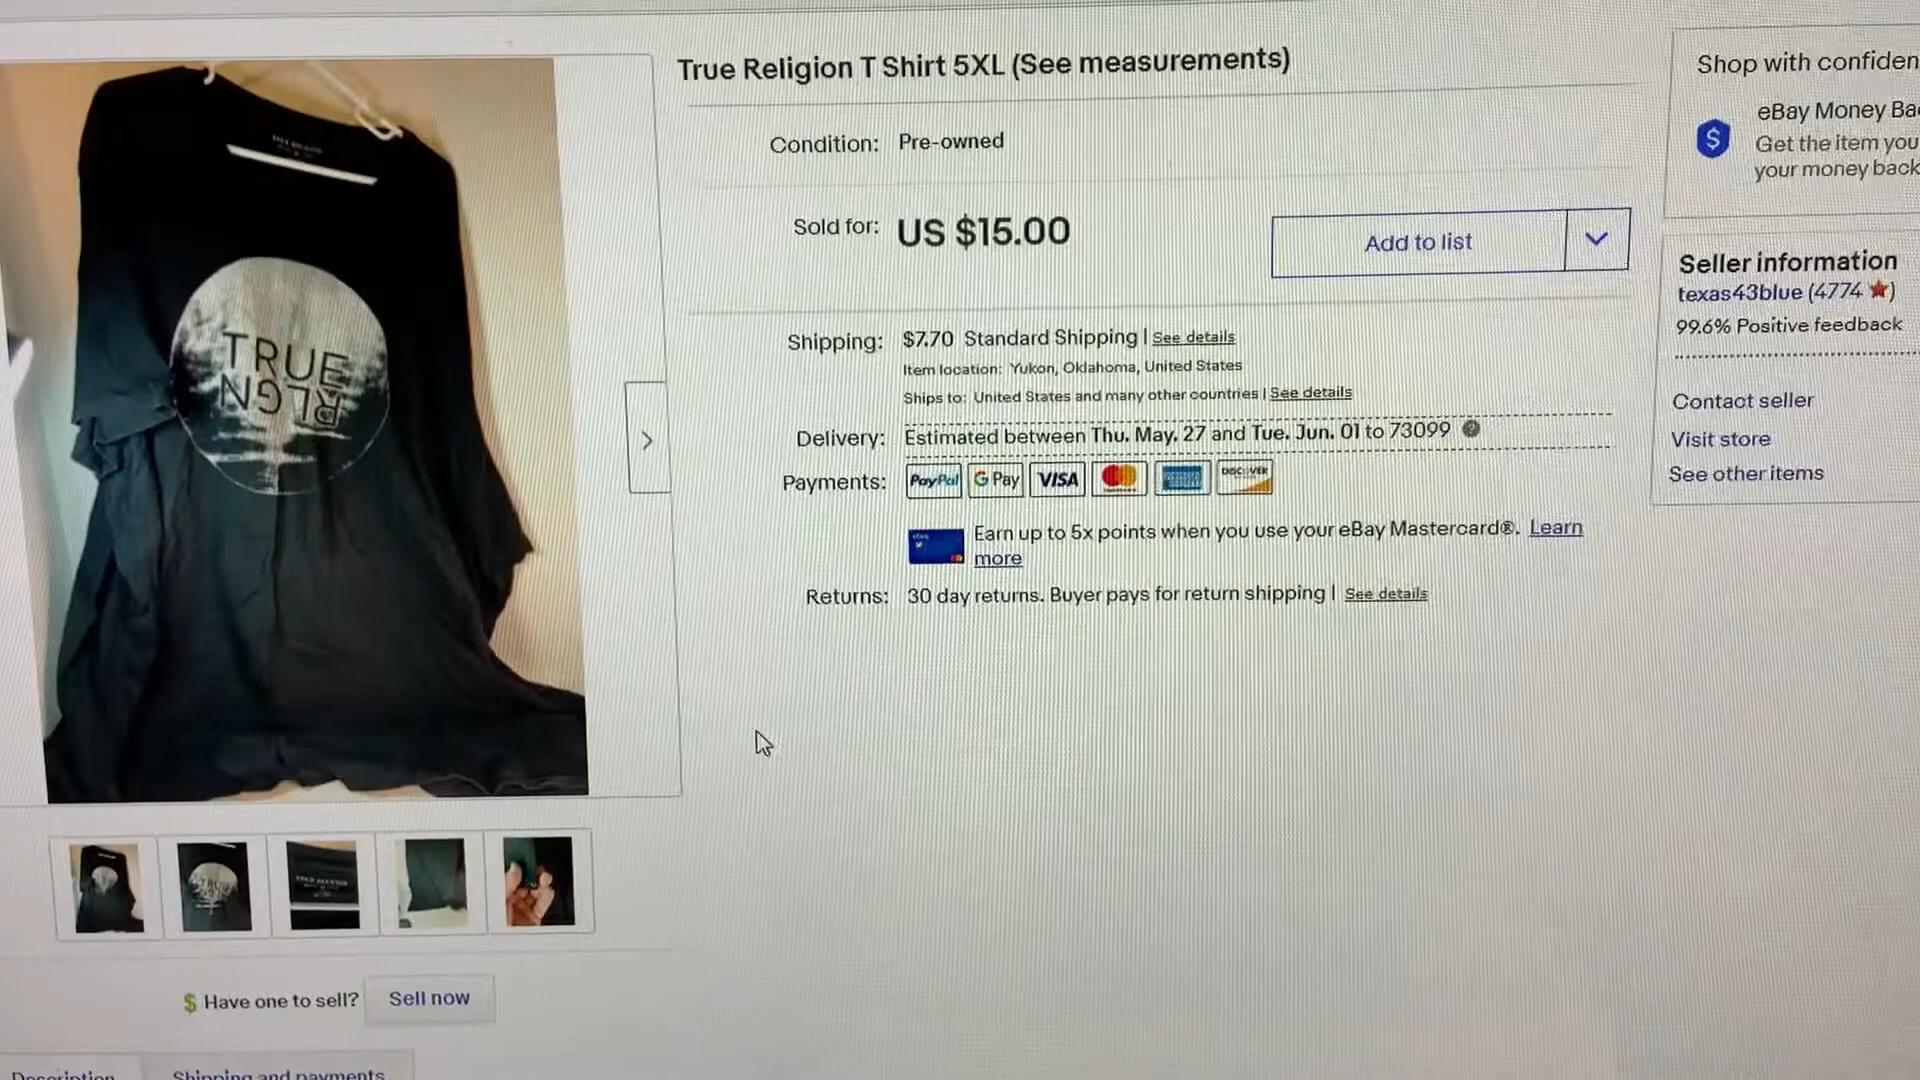 True Religion T Shirt 5XL (See measurements)
Condition: Pre-owned
Sold for: US $15.00
Add to list
Shipping: $7.70 Standard Shipping | See details
Item location: Yukon, Oklahoma, United States
Ships to: United States and many other countries | See details
Delivery: Estimated between Thu. May. 27 and Tue. Jun. 01 to 73099
Payments: PayPal G Pay VISA DISCOVER
Earn up to 5x points when you use your eBay Mastercard®. Learn
more
Returns: 30 day returns. Buyer pays for return shipping | See details
Shop with confiden
eBay Money Ba
Get the item you
your money back
Seller information
texas43blue (4774 ★)
99.6% Positive feedback
Contact seller
Visit store
See other items
TRUE
RLGN
$ Have one to sell? Sell now
Description Shipping and payments